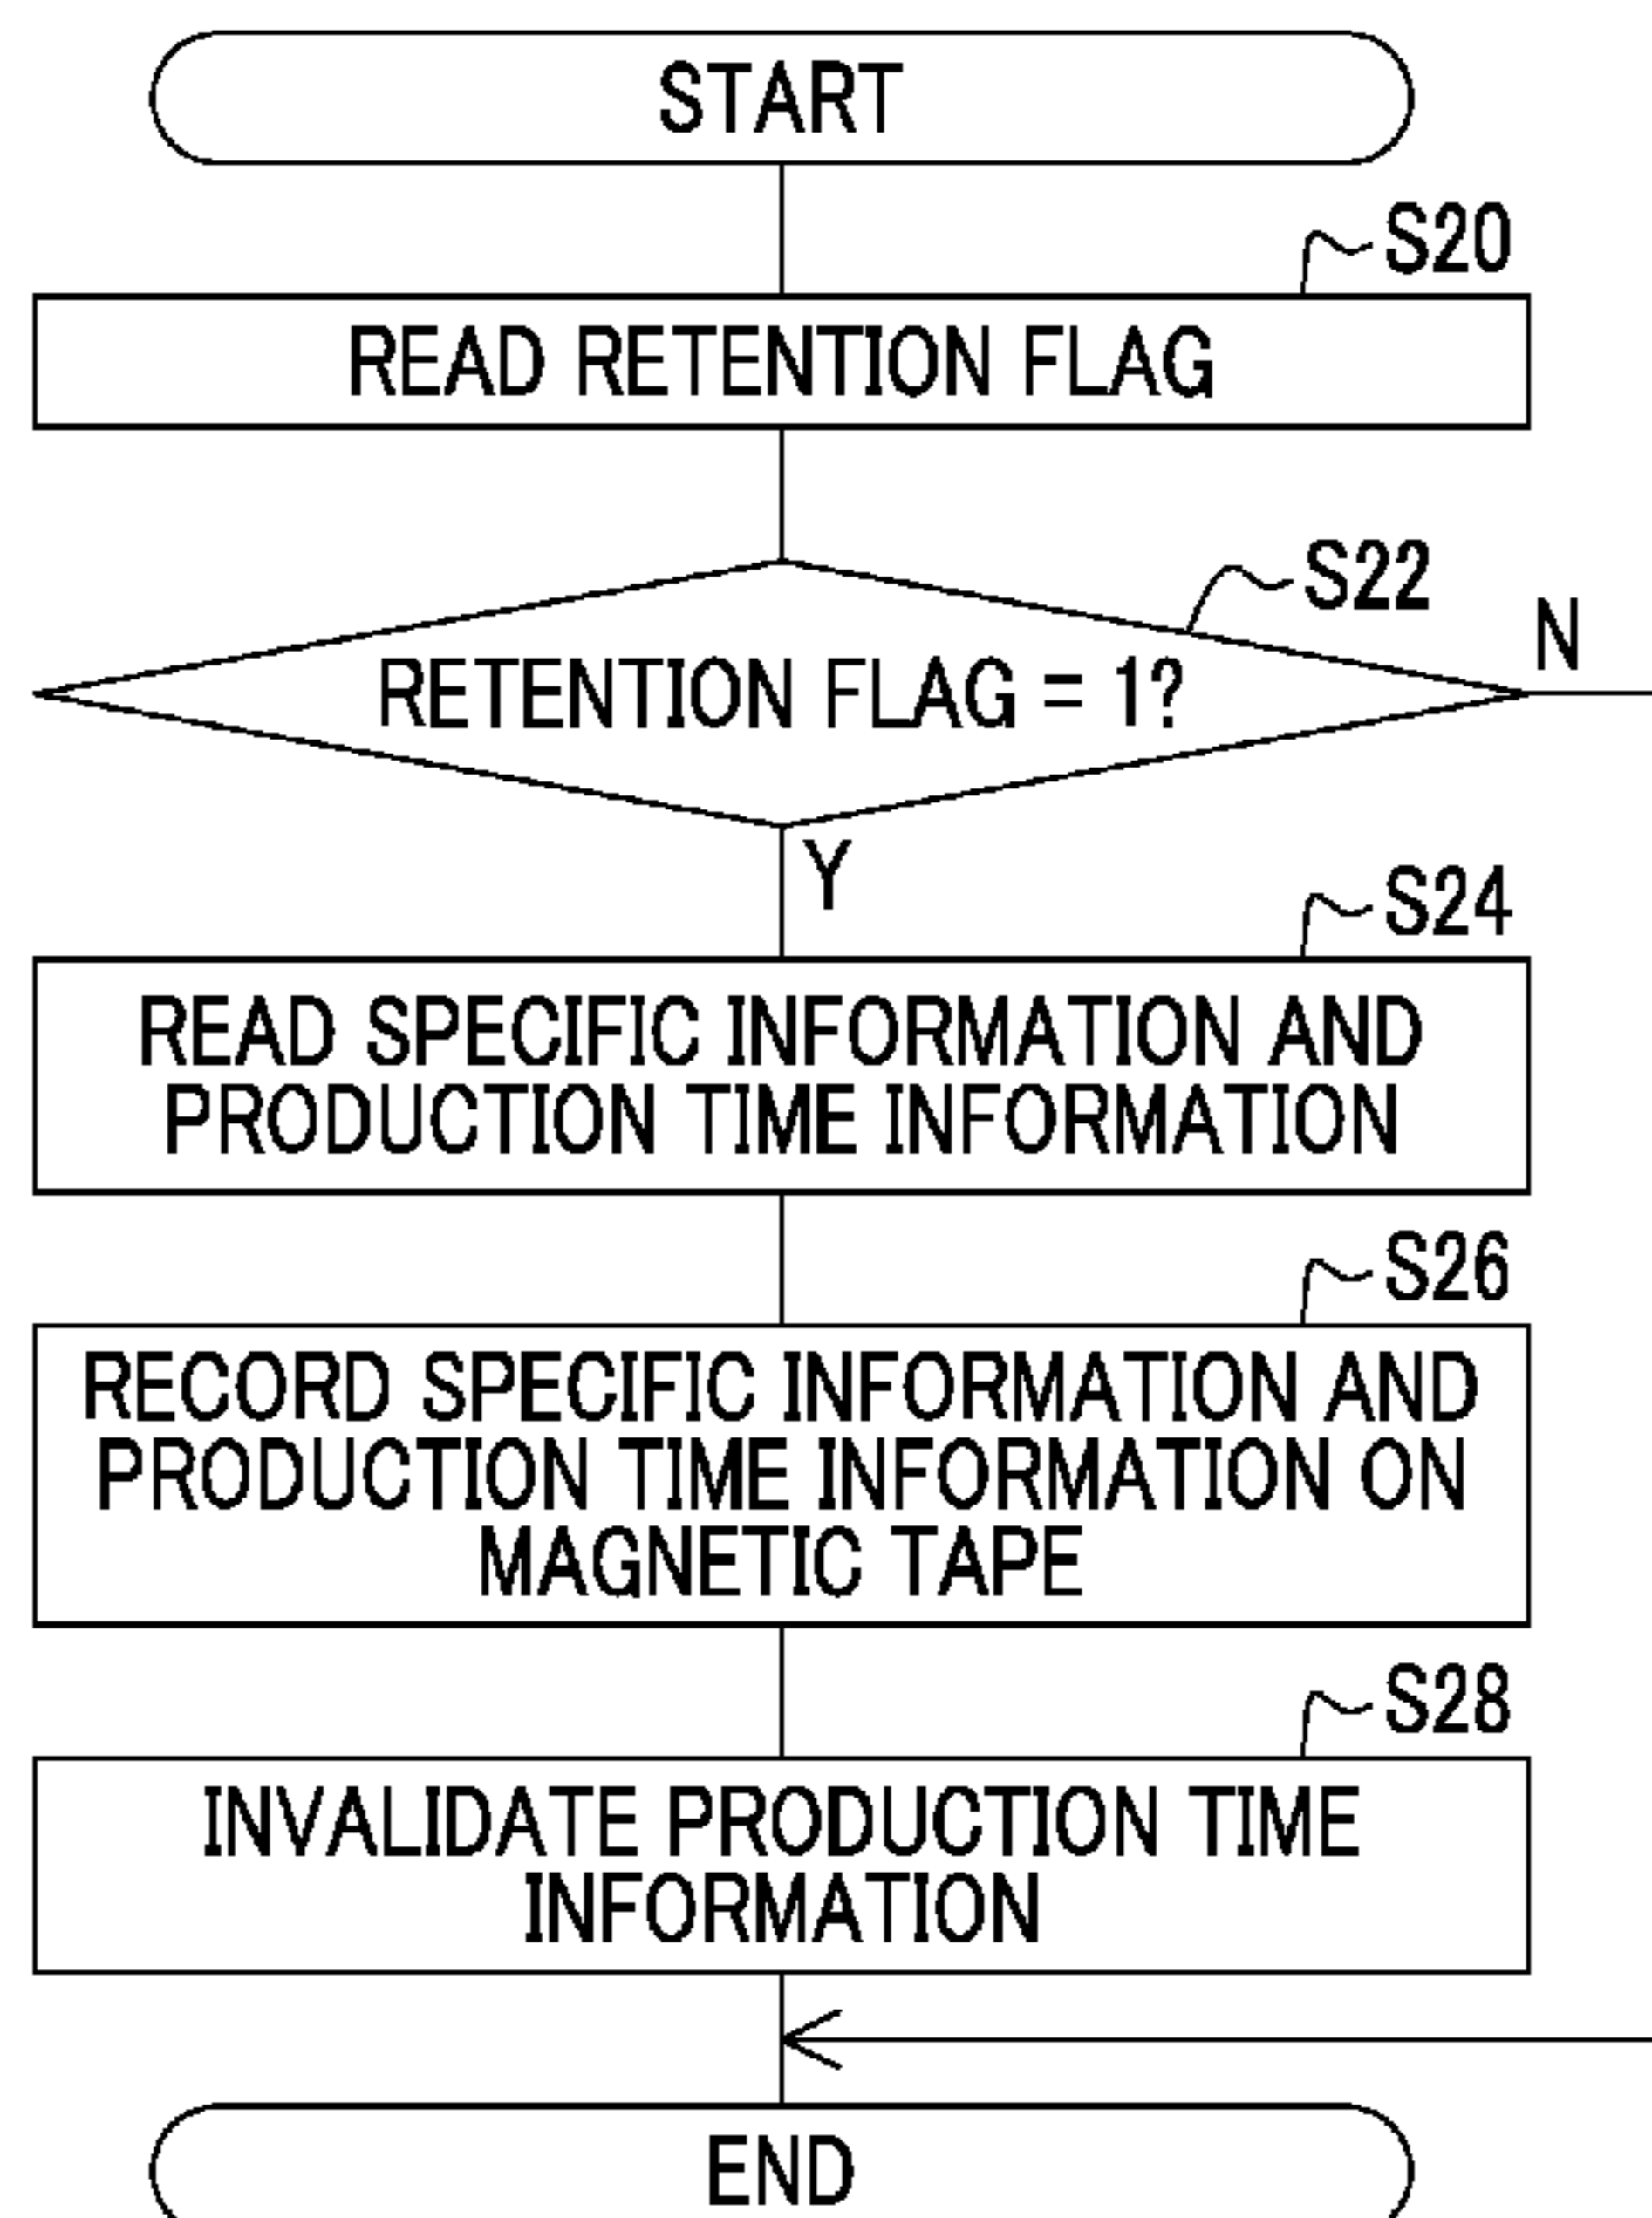 START
S20
READ RETENTION FLAG
S22
N
RETENTION FLAG = 1?
Y
S24
READ SPECIFIC INFORMATION AND
PRODUCTION TIME INFORMATION
S26
RECORD SPECIFIC INFORMATION AND
PRODUCTION TIME INFORMATION ON
MAGNETIC TAPE
S28
INVALIDATE PRODUCTION TIME
INFORMATION
END